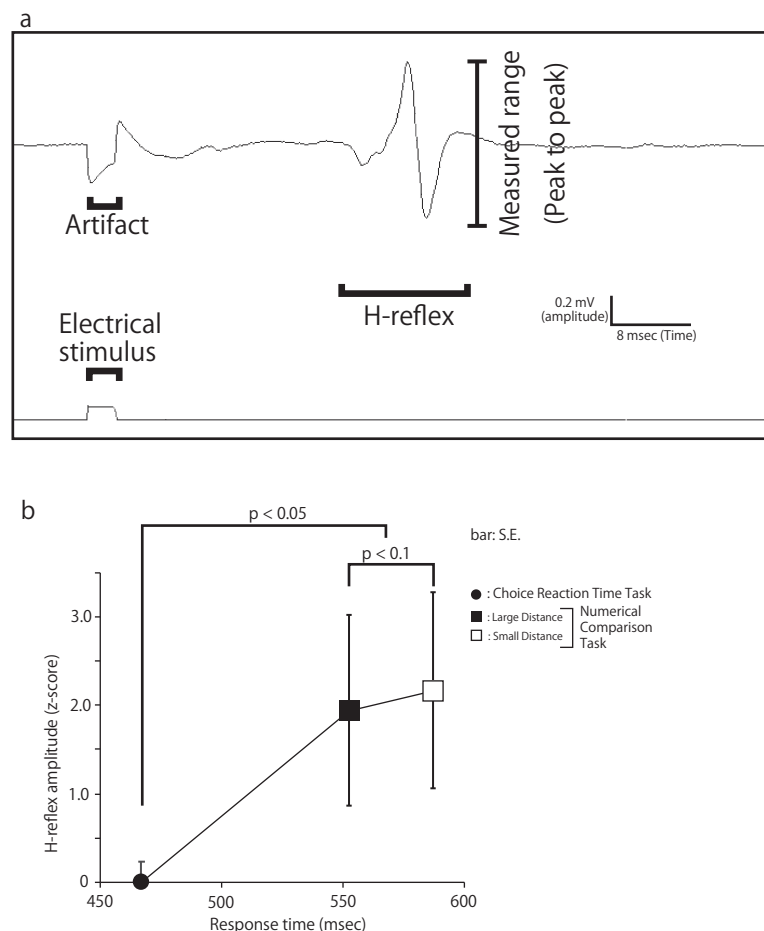 a
Measured range
(Peak to peak)
Artifact
H-reflex
0.2 mV
(amplitude)
8 msec (Time)
Electrical
stimulus
b
p < 0.05
bar: S.E.
p < 0.1
: Choice Reaction Time Task
: Large Distance
: Small Distance
Numerical
Comparison
Task
H-reflex amplitude (z-score)
3.0
2.0
1.0
0
450
500
550
600
Response time (msec)